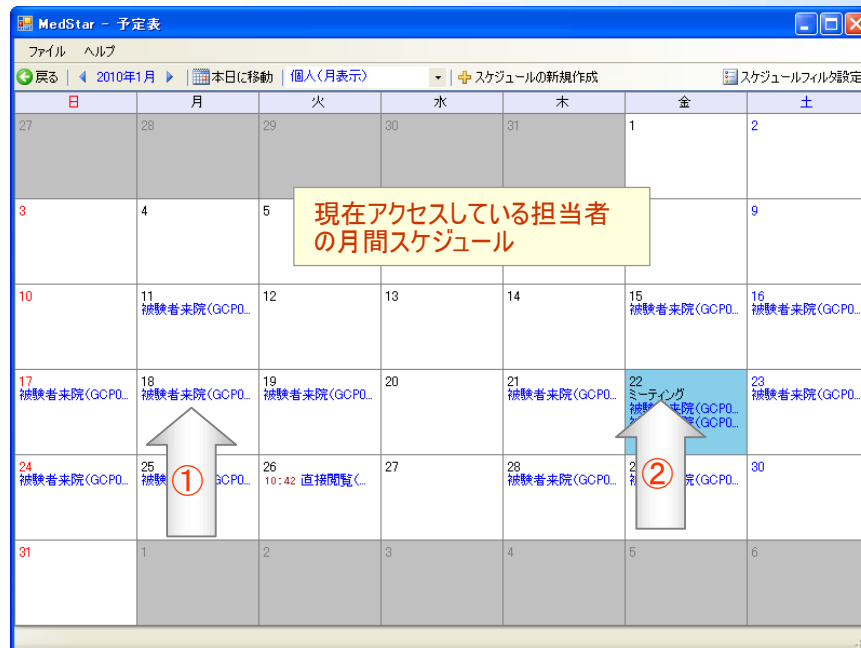 MedStar - 予定表
ファイル ヘルプ
戻る 2010年1月 本日に移動 個人(月表示) スケジュールの新規作成 スケジュールフィルタ設定
日 月 火 水 木 金 土
27 28 29 30 31 1 2
現在アクセスしている担当者
の月間スケジュール
3 4 5 9
10 11 12 13 14 15 16
被験者来院(GCP0... 被験者来院(GCP0... 被験者来院(GCP0...
17 18 19 20 21 22 23
被験者来院(GCP0... 被験者来院(GCP0... 被験者来院(GCP0... 被験者来院(GCP0... ミーティング 被験者来院(GCP0...
来院(GCP0...
(GCP0...
24 25 26 27 28 2 30
被験者来院(GCP0... 被験 GCP0... 10:42 直接閲覧(... 被験者来院(GCP0... 院(GCP0...
① ②
31 1 2 3 4 5 6